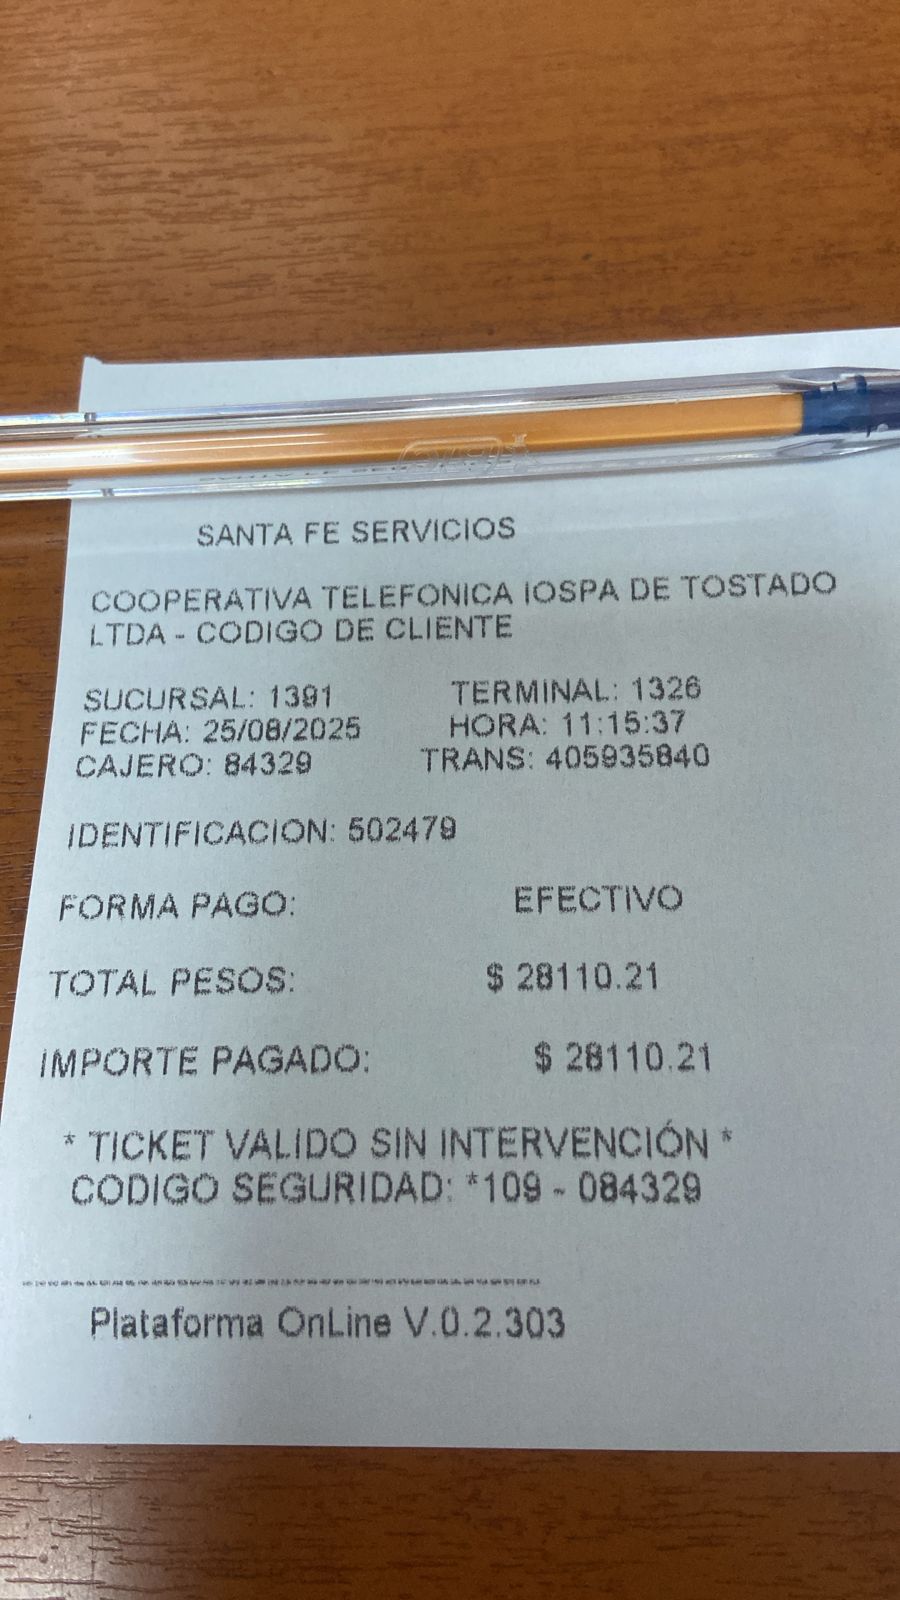 SANTA FE SERVICIOS
COOPERATIVA TELEFONICA IOSPA DE TOSTADO
LTDA - CODIGO DE CLIENTE
SUCURSAL: 1391 TERMINAL: 1326
FECHA: 25/08/2025 HORA: 11:15:37
CAJERO: 84329 TRANS: 405935840
IDENTIFICACION: 502479
FORMA PAGO: EFECTIVO
TOTAL PESOS: $ 28110.21
IMPORTE PAGADO: $ 28110.21
* TICKET VALIDO SIN INTERVENCIÓN *
CODIGO SEGURIDAD: *109 - 084329
Plataforma OnLine V.0.2.303